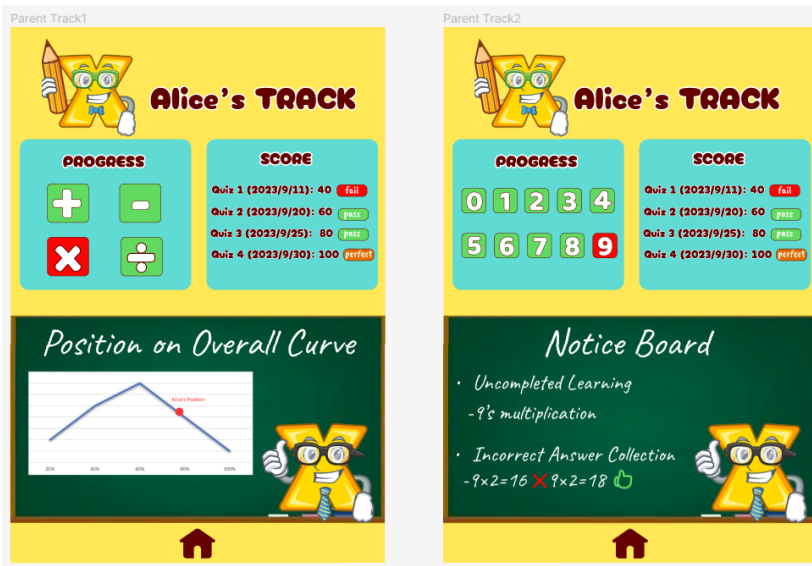 Parent Track1
Alice's TRACK
PROGRESS
+ -
× ÷
SCORE
Quiz 1 (2023/9/11): 40 fail
Quiz 2 (2023/9/20): 60 pass
Quiz 3 (2023/9/25): 80 pass
Quiz 4 (2023/9/30): 100 perfect
Position on Overall Curve
Alice's Position
20% 40% 60% 80% 100%
Parent Track2
Alice's TRACK
PROGRESS
0 1 2 3 4
5 6 7 8 9
SCORE
Quiz 1 (2023/9/11): 40 fail
Quiz 2 (2023/9/20): 60 pass
Quiz 3 (2023/9/25): 80 pass
Quiz 4 (2023/9/30): 100 perfect
Notice Board
• Uncompleted Learning
-9's multiplication
• Incorrect Answer Collection
-9×2=16 ❌ 9×2=18 👍